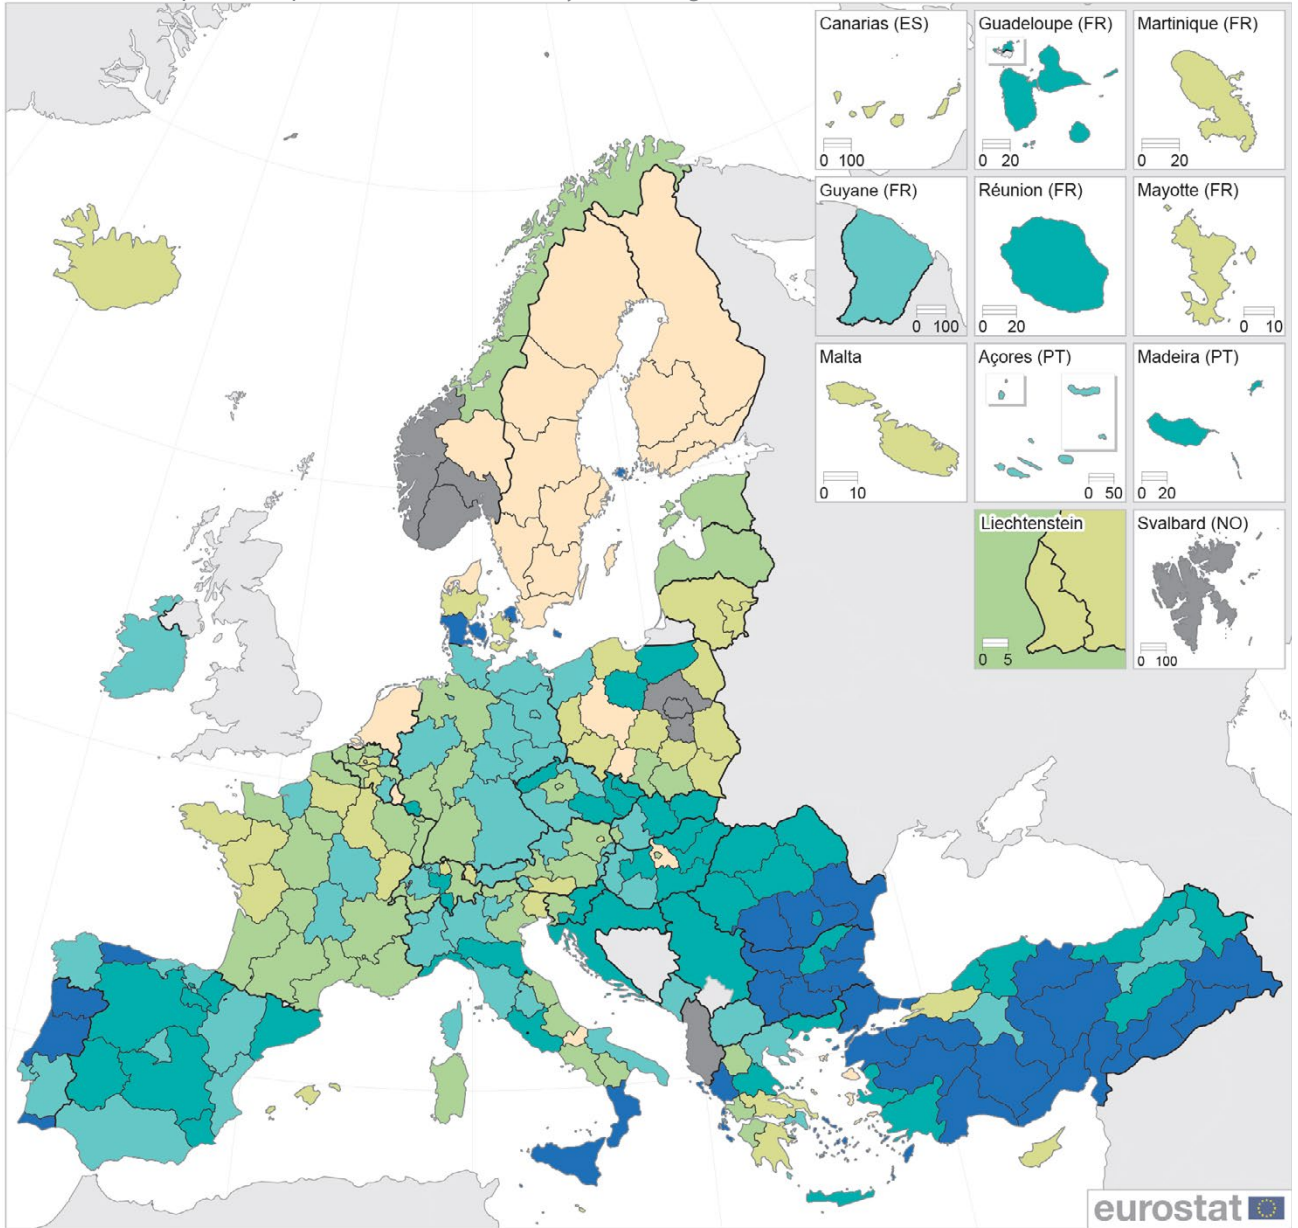 Canarias (ES)
0 100
Guadeloupe (FR)
0 20
Martinique (FR)
0 20
Guyane (FR)
0 100
Réunion (FR)
0 20
Mayotte (FR)
0 10
Malta
0 10
Açores (PT)
0 50
Madeira (PT)
0 20
Liechtenstein
0 5
Svalbard (NO)
0 100
eurostat